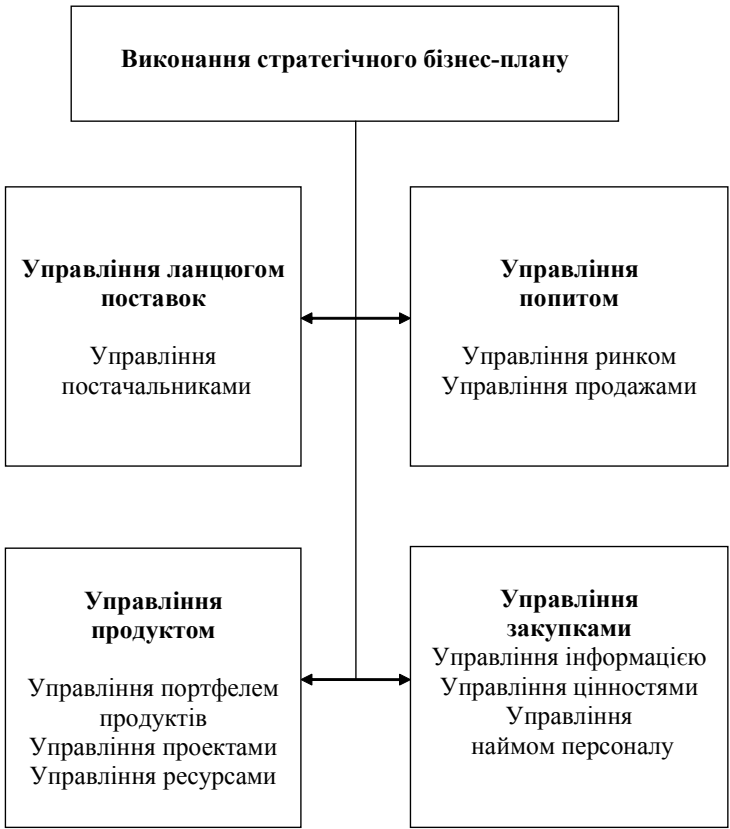 Виконання стратегічного бізнес-плану
Управління ланцюгом
поставок
Управління
постачальниками
Управління
попитом
Управління ринком
Управління продажами
Управління
продуктом
Управління портфелем
продуктів
Управління проектами
Управління ресурсами
Управління
закупками
Управління інформацією
Управління цінностями
Управління
наймом персоналу